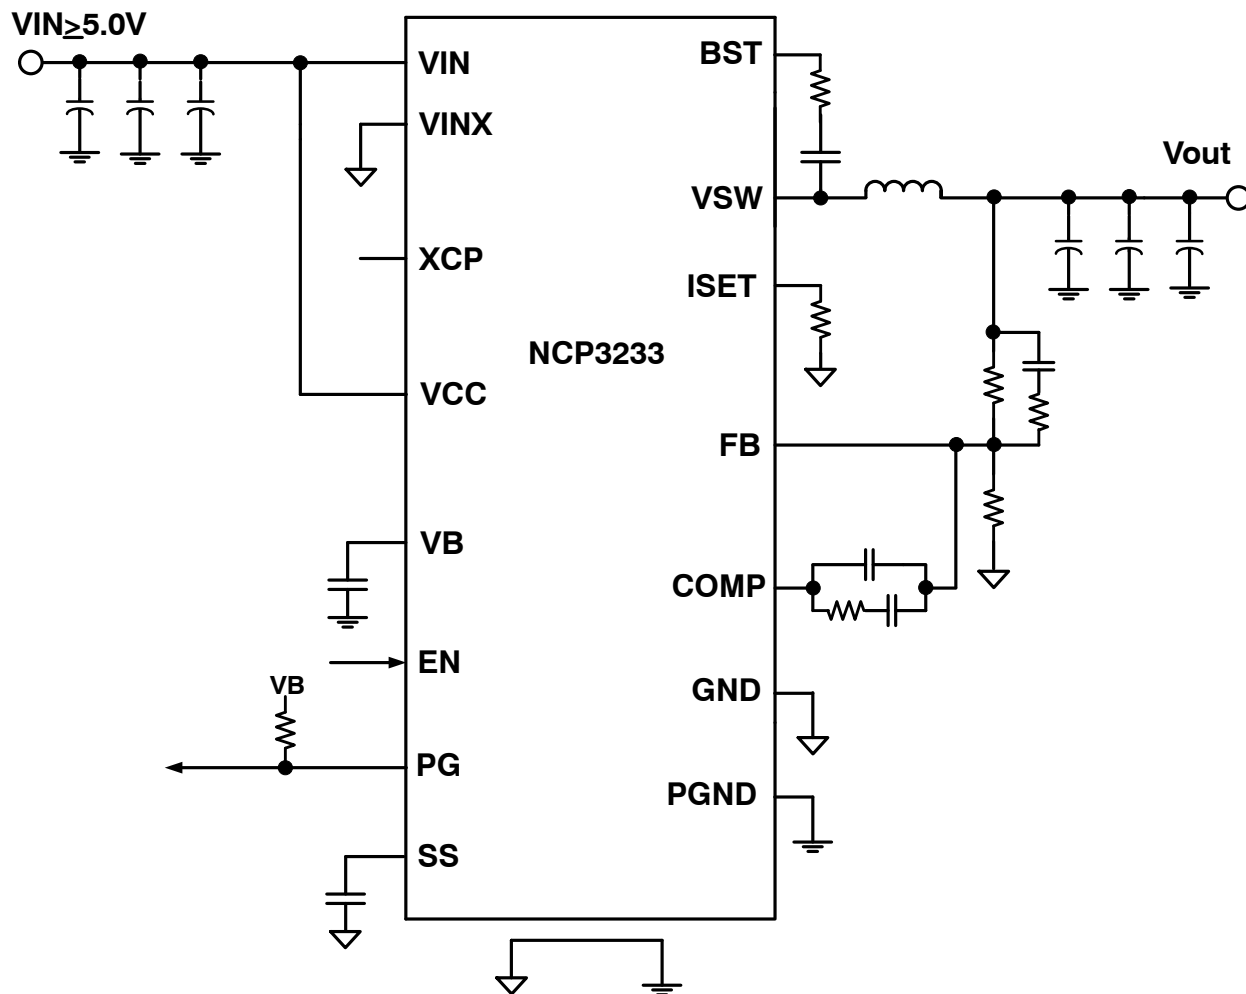 VIN≥5.0V
VIN
VINX
XCP
VCC
VB
EN
VB
PG
SS
NCP3233
BST
VSW
Vout
ISET
FB
COMP
GND
PGND